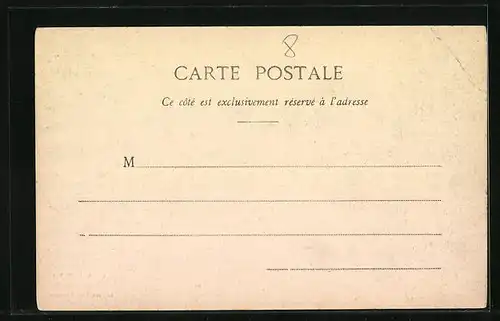 8
CARTE POSTALE
Ce côté est exclusivement réservé à l'adresse
M